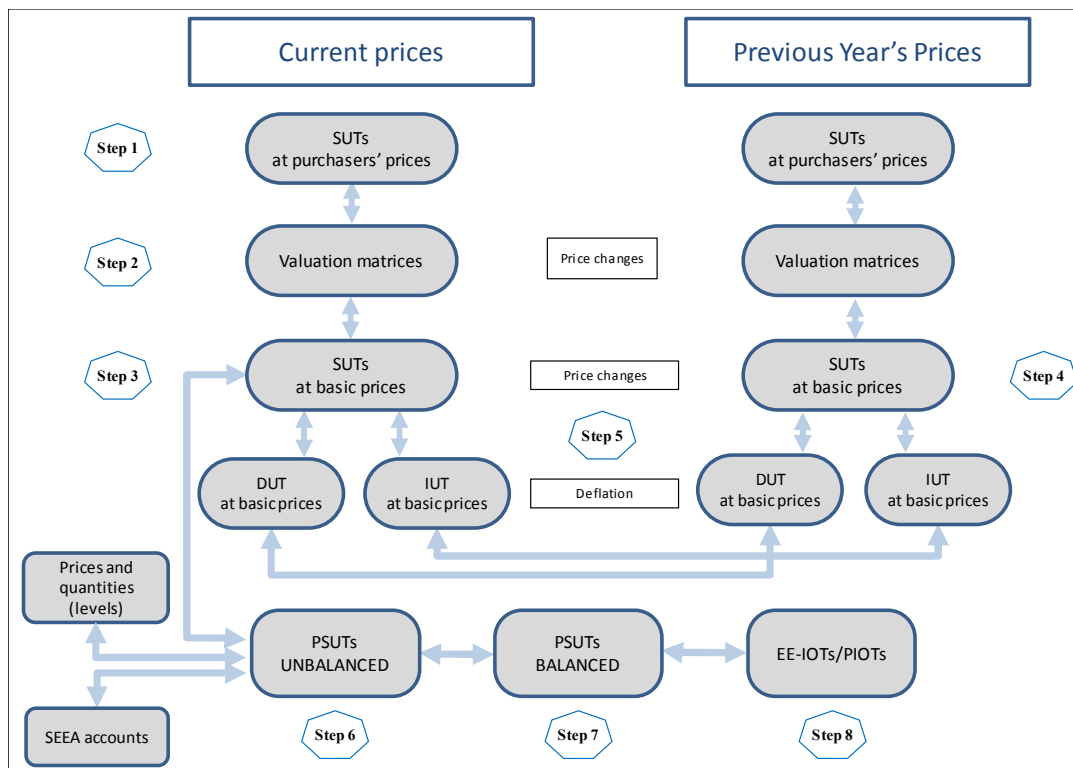 Current prices
Previous Year's Prices
Step 1
SUTs
at purchasers' prices
SUTs
at purchasers' prices
Step 2
Valuation matrices
Price changes
Valuation matrices
Step 3
SUTs
at basic prices
Price changes
SUTs
at basic prices
Step 4
Step 5
DUT
at basic prices
IUT
at basic prices
Deflation
DUT
at basic prices
IUT
at basic prices
Prices and
quantities
(levels)
PSUTs
UNBALANCED
PSUTs
BALANCED
EE-IOTs/PIOTs
SEEA accounts
Step 6
Step 7
Step 8